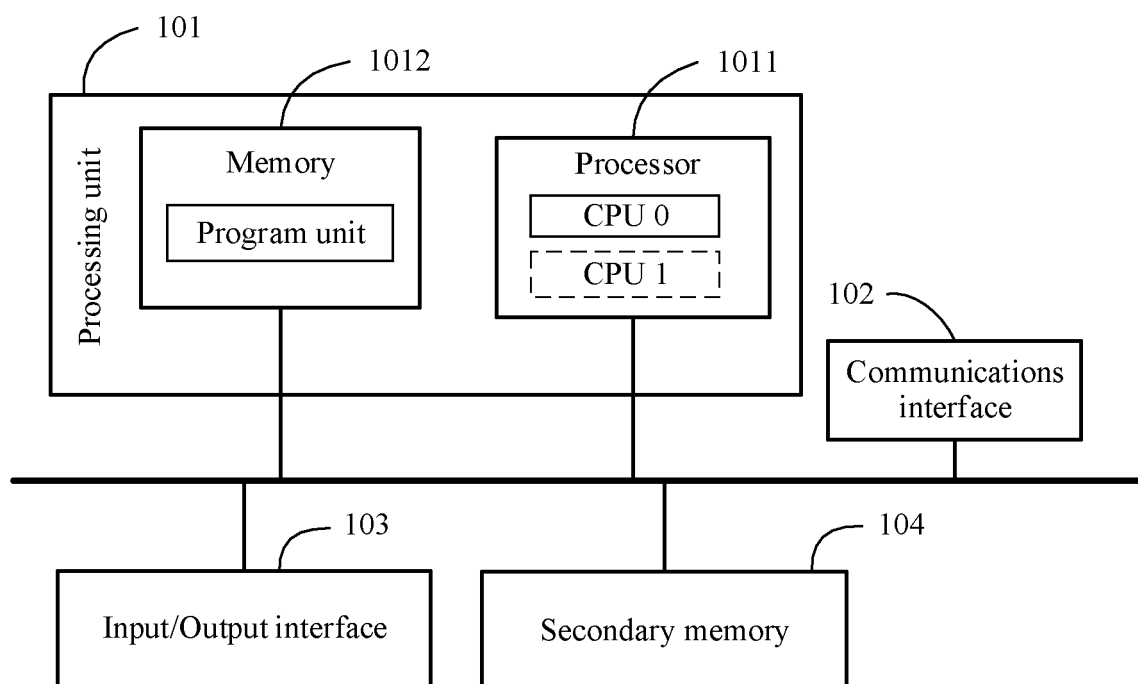 101
1012
1011
Processing unit
Memory
Program unit
Processor
CPU 0
CPU 1
102
Communications
interface
103
104
Input/Output interface
Secondary memory